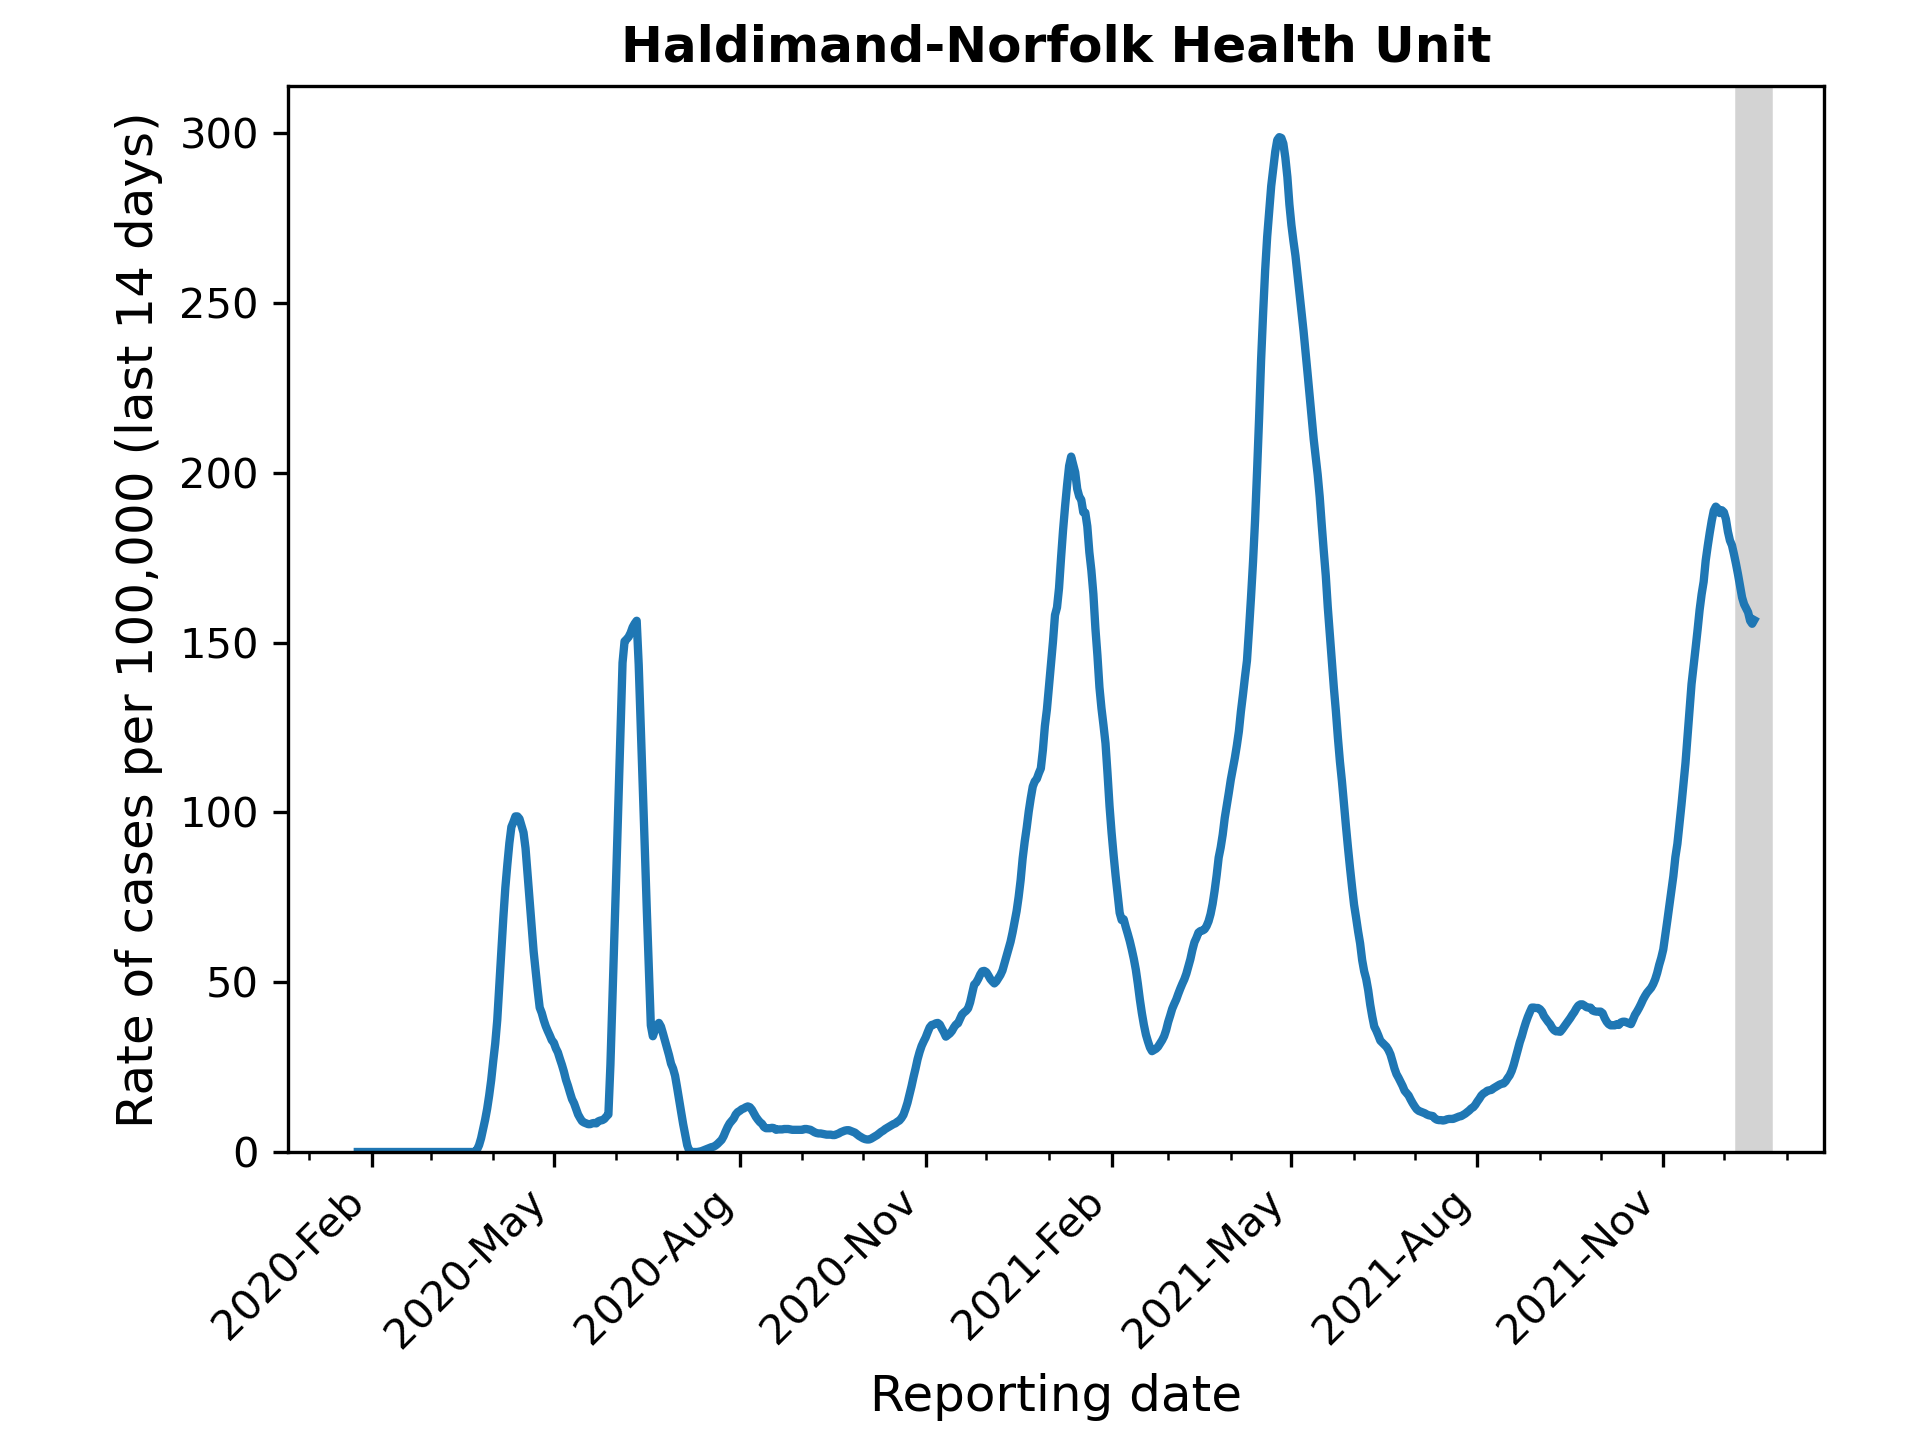 Haldimand-Norfolk Health Unit
Rate of cases per 100,000 (last 14 days)
300
250
200
150
100
50
0
2020-Feb
2020-May
2020-Aug
2020-Nov
2021-Feb
2021-May
2021-Aug
2021-Nov
Reporting date